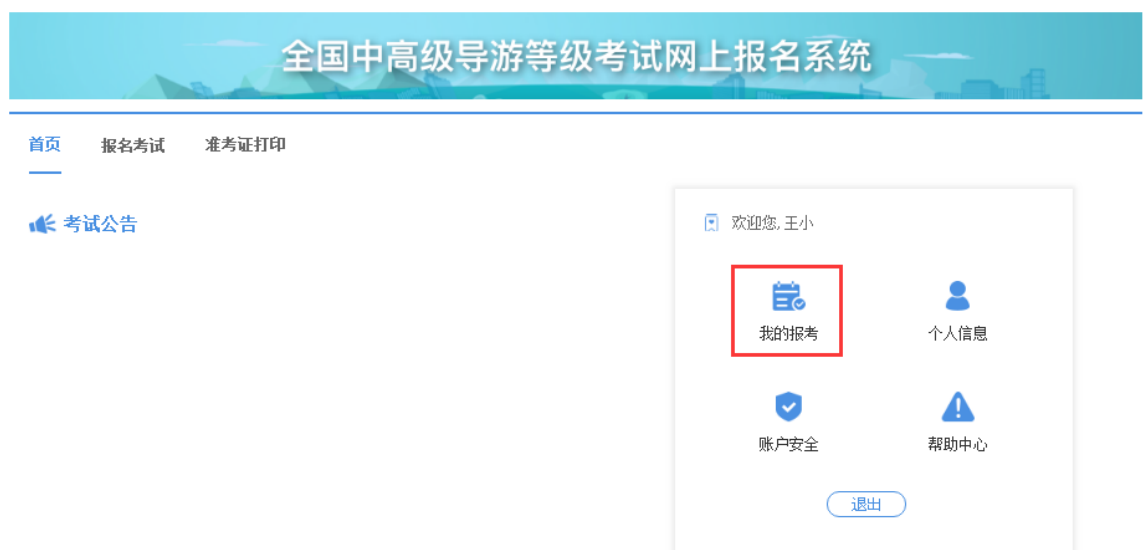 全国中高级导游等级考试网上报名系统
首页 报名考试 准考证打印
考试公告
欢迎您, 王小
我的报考 个人信息
账户安全 帮助中心
退出